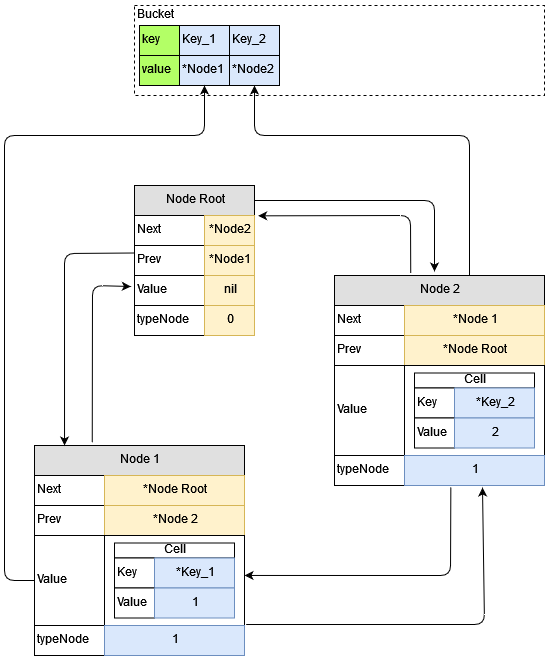 Bucket
key Key_1 Key_2
value *Node1 *Node2
Node Root
Next *Node2
Prev *Node1
Value nil
typeNode 0
Node 2
Next *Node 1
Prev *Node Root
Value
Cell
Key *Key_2
Value 2
typeNode 1
Node 1
Next *Node Root
Prev *Node 2
Value
Cell
Key *Key_1
Value 1
typeNode 1